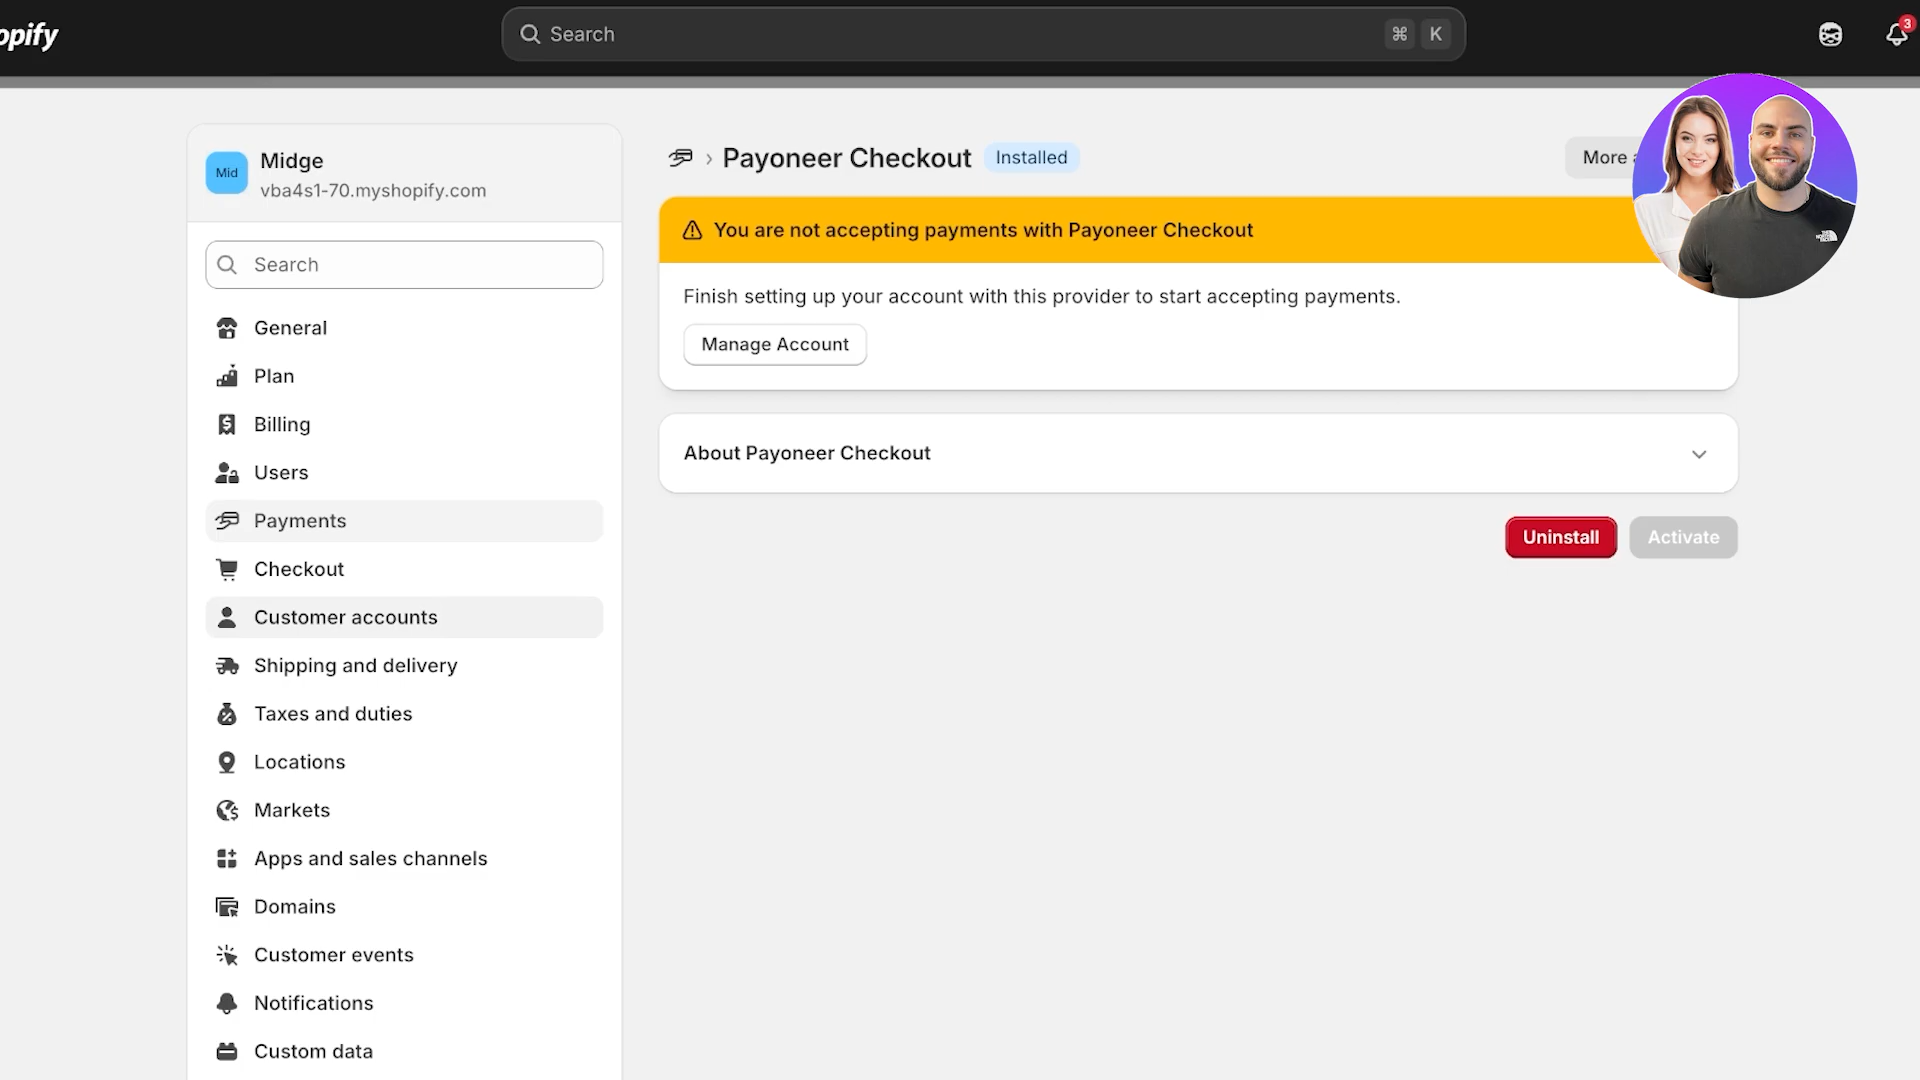 opify
Search
⌘ K
3
Mid
Midge
vba4s1-70.myshopify.com
Search
General
Plan
Billing
Users
Payments
Checkout
Customer accounts
Shipping and delivery
Taxes and duties
Locations
Markets
Apps and sales channels
Domains
Customer events
Notifications
Custom data
› Payoneer Checkout
Installed
More
You are not accepting payments with Payoneer Checkout
Finish setting up your account with this provider to start accepting payments.
Manage Account
About Payoneer Checkout
Uninstall
Activate
THE NORTH FACE